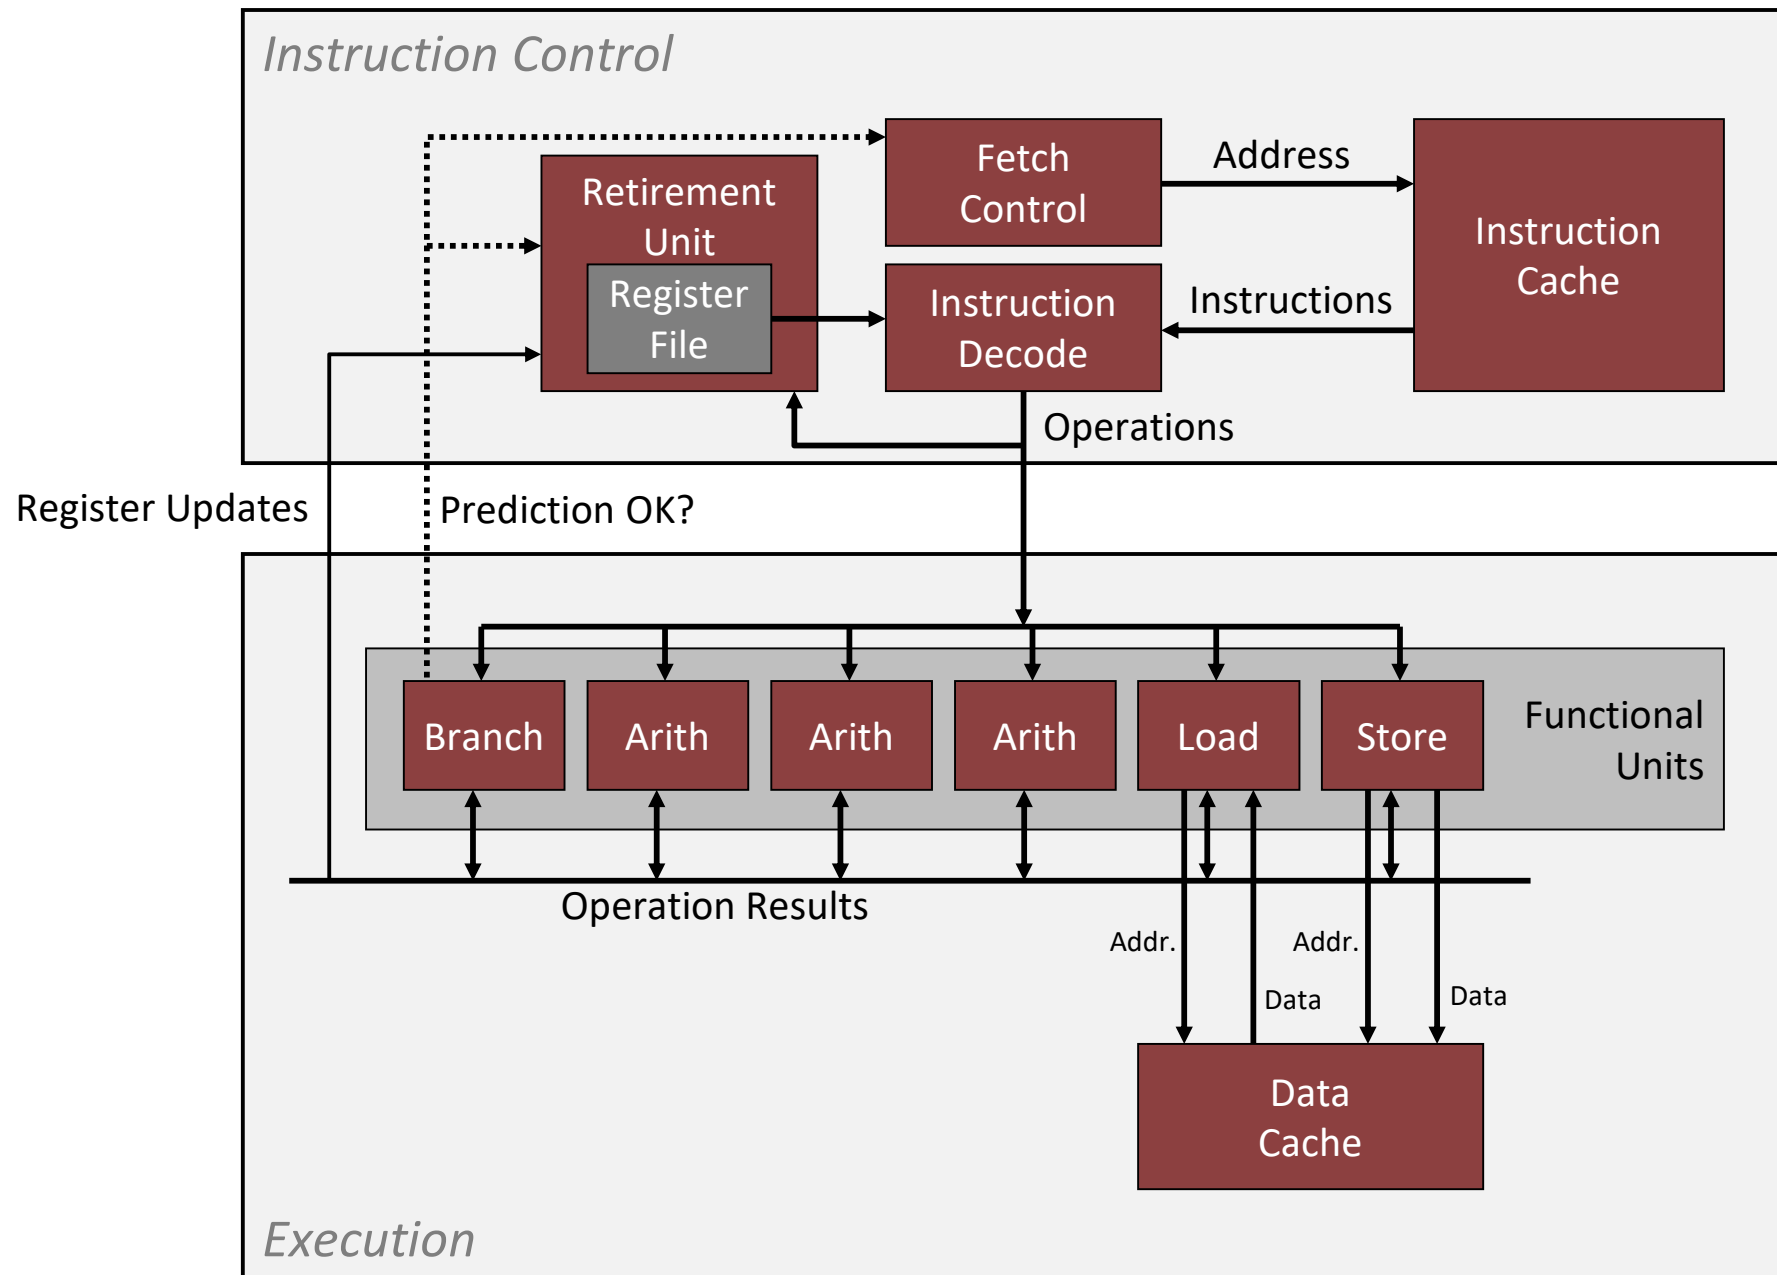 Instruction Control
Fetch
Control
Address
Instruction
Cache
Retirement
Unit
Register
File
Instruction
Decode
Instructions
Operations
Register Updates
Prediction OK?
Branch
Arith
Arith
Arith
Load
Store
Functional
Units
Operation Results
Addr.
Addr.
Data
Data
Data
Cache
Execution